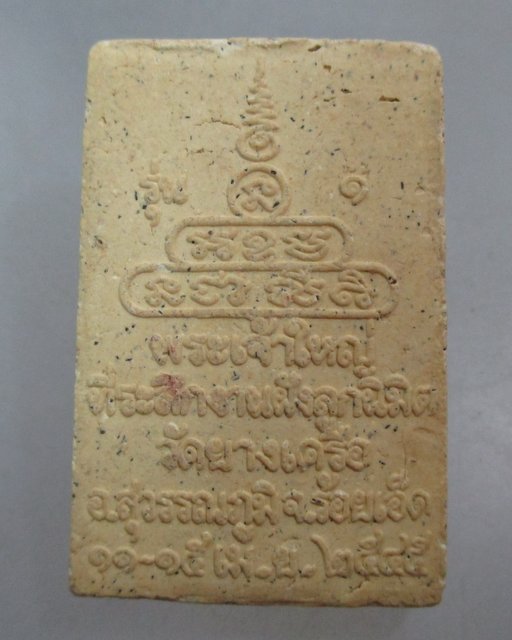 รุ่น ๑
พระเจ้าใหญ่
ที่ระลึกงานฝังลูกนิมิต
วัดยางเครือ
อ.สุวรรณภูมิ จ.ร้อยเอ็ด
๑๑-๑๕ เม.ย. ๒๕๔๕